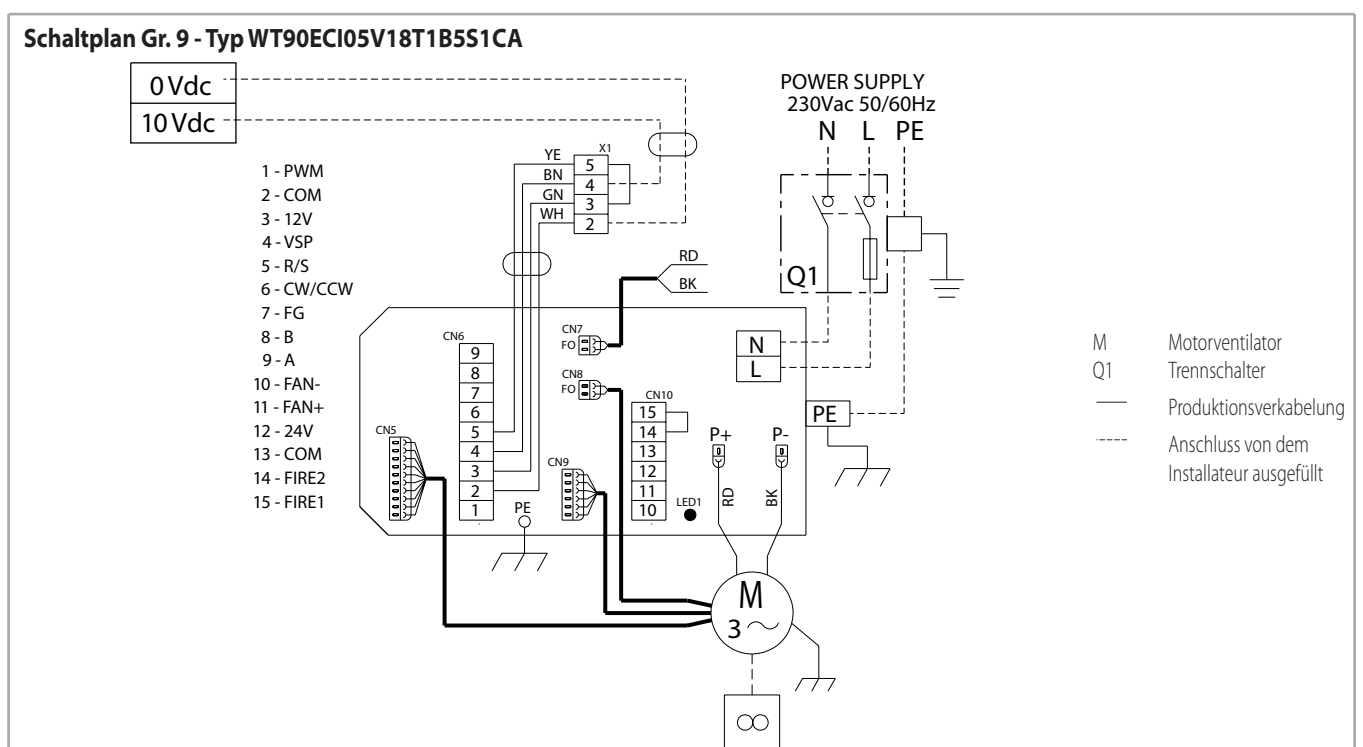 Schaltplan Gr. 9 - Typ WT90ECI05V18T1B5S1CA
0 Vdc
10 Vdc
POWER SUPPLY
230Vac 50/60Hz
N L PE
1 - PWM
2 - COM
3 - 12V
4 - VSP
5 - R/S
6 - CW/CCW
7 - FG
8 - B
9 - A
10 - FAN-
11 - FAN+
12 - 24V
13 - COM
14 - FIRE2
15 - FIRE1
X1
YE 5
BN 4
GN 3
WH 2
RD
BK
Q1
CN6
9
8
7
6
5
4
3
2
1
CN5
PE
CN7
FO
CN8
FO
CN9
CN10
15
14
13
12
11
10
LED1
N
L
PE
P+ P-
RD BK
M
3
M Motorventilator
Q1 Trennschalter
Produktionsverkabelung
Anschluss von dem
Installateur ausgefüllt